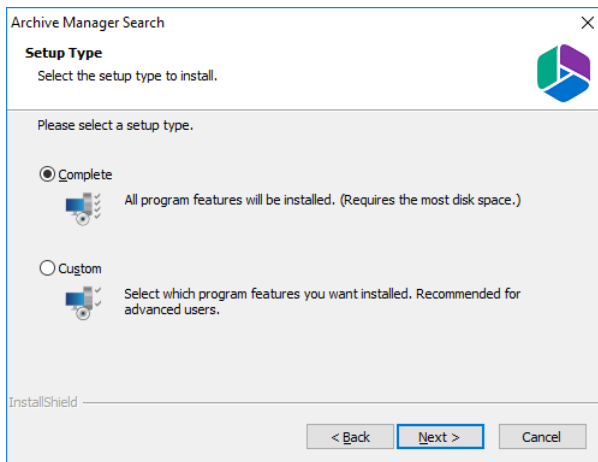 Archive Manager Search
Setup Type
Select the setup type to install.
Please select a setup type.
Complete
All program features will be installed. (Requires the most disk space.)
Custom
Select which program features you want installed. Recommended for
advanced users.
InstallShield
< Back
Next >
Cancel